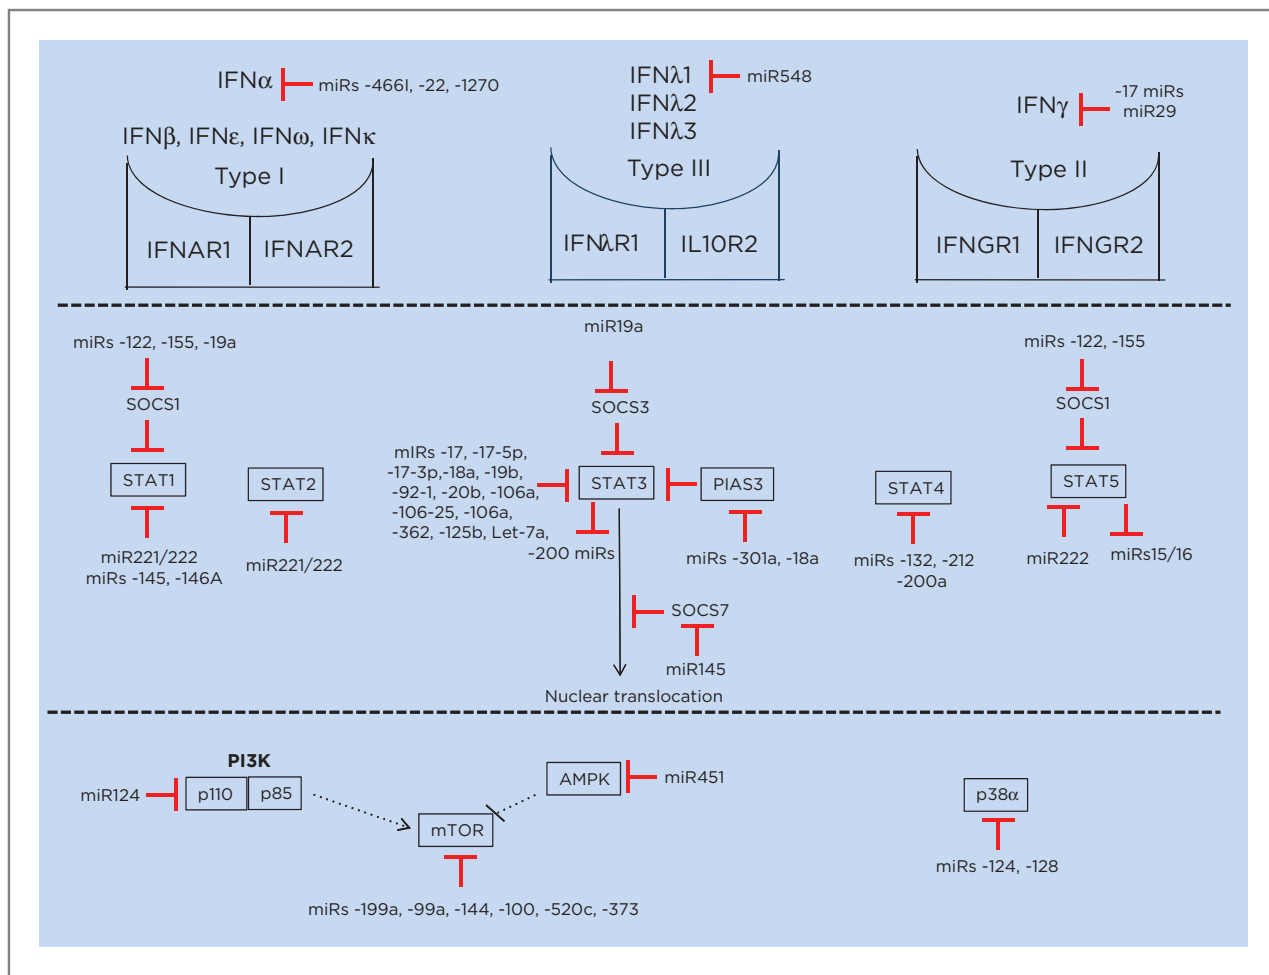 IFNα
miRs -466l, -22, -1270
IFNβ, IFNε, IFNω, IFNκ
Type I
IFNAR1
IFNAR2
IFNλ1
miR548
IFNλ2
IFNλ3
Type III
IFNλR1
IL10R2
IFNγ
~17 miRs
miR29
Type II
IFNGR1
IFNGR2
miRs -122, -155, -19a
SOCS1
STAT1
miR221/222
miRs -145, -146A
STAT2
miR221/222
miR19a
SOCS3
mIRs -17, -17-5p,
-17-3p,-18a, -19b,
-92-1, -20b, -106a,
-106-25, -106a,
-362, -125b, Let-7a,
STAT3
~200 miRs
PIAS3
miRs -301a, -18a
SOCS7
miR145
Nuclear translocation
STAT4
miRs -132, -212
-200a
miRs -122, -155
SOCS1
STAT5
miR222
miRs15/16
PI3K
miR124
p110
p85
AMPK
miR451
mTOR
miRs -199a, -99a, -144, -100, -520c, -373
p38α
miRs -124, -128